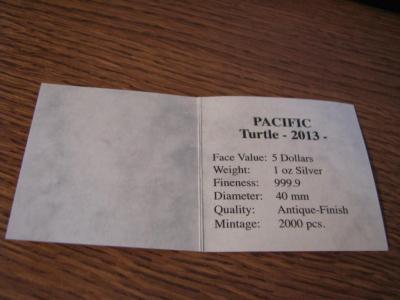 PACIFIC
Turtle - 2013 -
Face Value: 5 Dollars
Weight: 1 oz Silver
Fineness: 999.9
Diameter: 40 mm
Quality: Antique-Finish
Mintage: 2000 pcs.